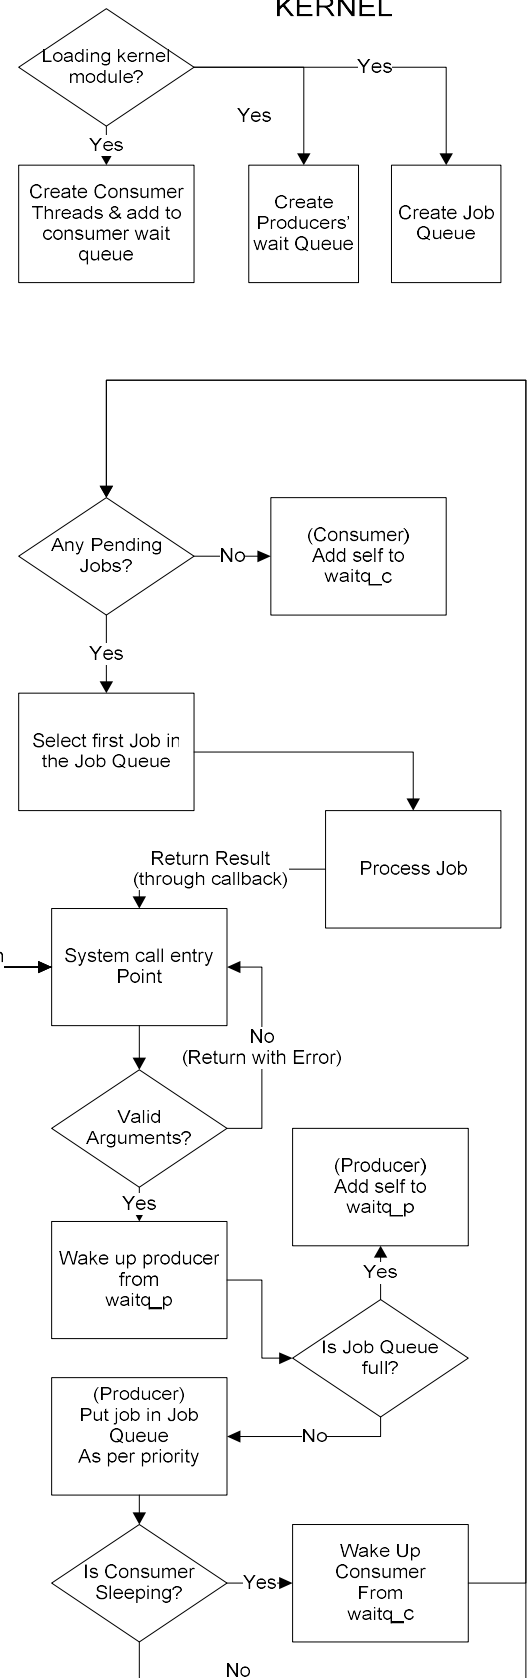 KERNEL
Loading kernel
module?
Yes
Yes
Yes
Create Consumer
Threads & add to
consumer wait
queue
Create
Producers'
wait Queue
Create Job
Queue
Any Pending
Jobs?
No
(Consumer)
Add self to
waitq_c
Yes
Select first Job in
the Job Queue
Process Job
Return Result
(through callback)
System call entry
Point
No
(Return with Error)
Valid
Arguments?
(Producer)
Add self to
waitq_p
Yes
Wake up producer
from
waitq_p
Yes
Is Job Queue
full?
(Producer)
Put job in Job
Queue
As per priority
No
Is Consumer
Sleeping?
Yes
Wake Up
Consumer
From
waitq_c
No